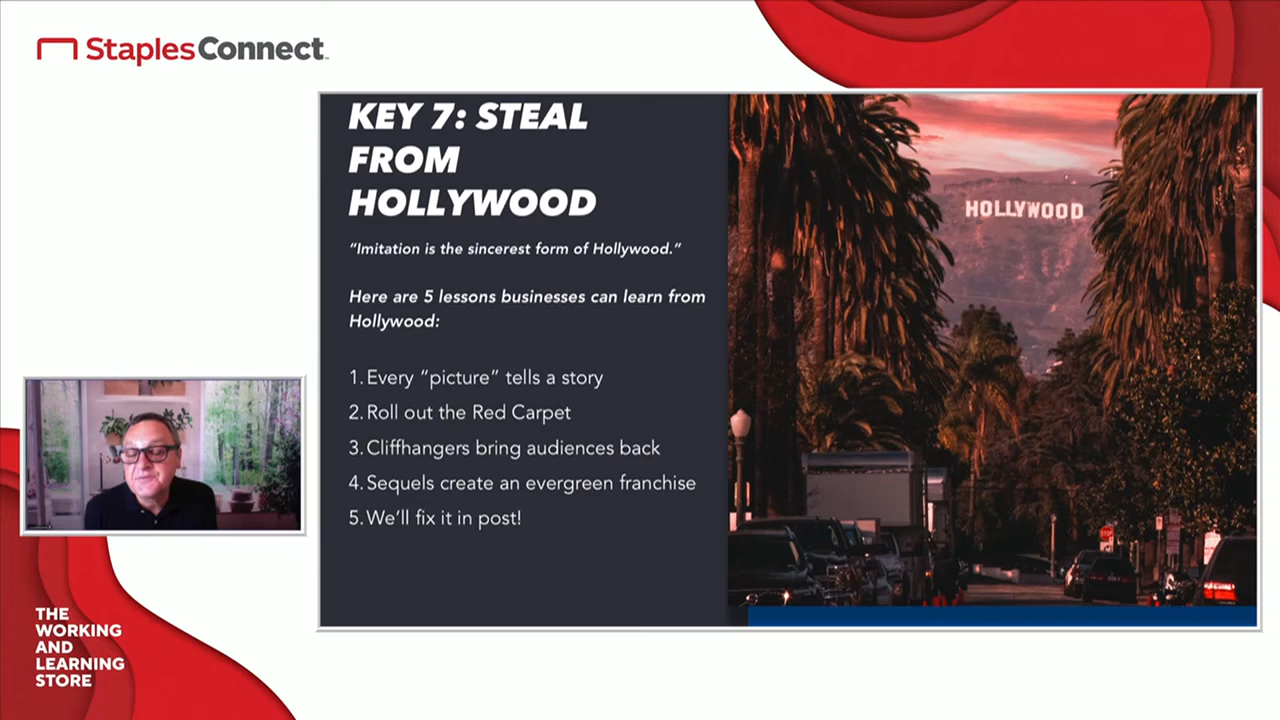 StaplesConnect™
KEY 7: STEAL
FROM
HOLLYWOOD
“Imitation is the sincerest form of Hollywood.”
Here are 5 lessons businesses can learn from
Hollywood:
1. Every “picture” tells a story
2. Roll out the Red Carpet
3. Cliffhangers bring audiences back
4. Sequels create an evergreen franchise
5. We’ll fix it in post!
HOLLYWOOD
STOP
THE
WORKING
AND
LEARNING
STORE